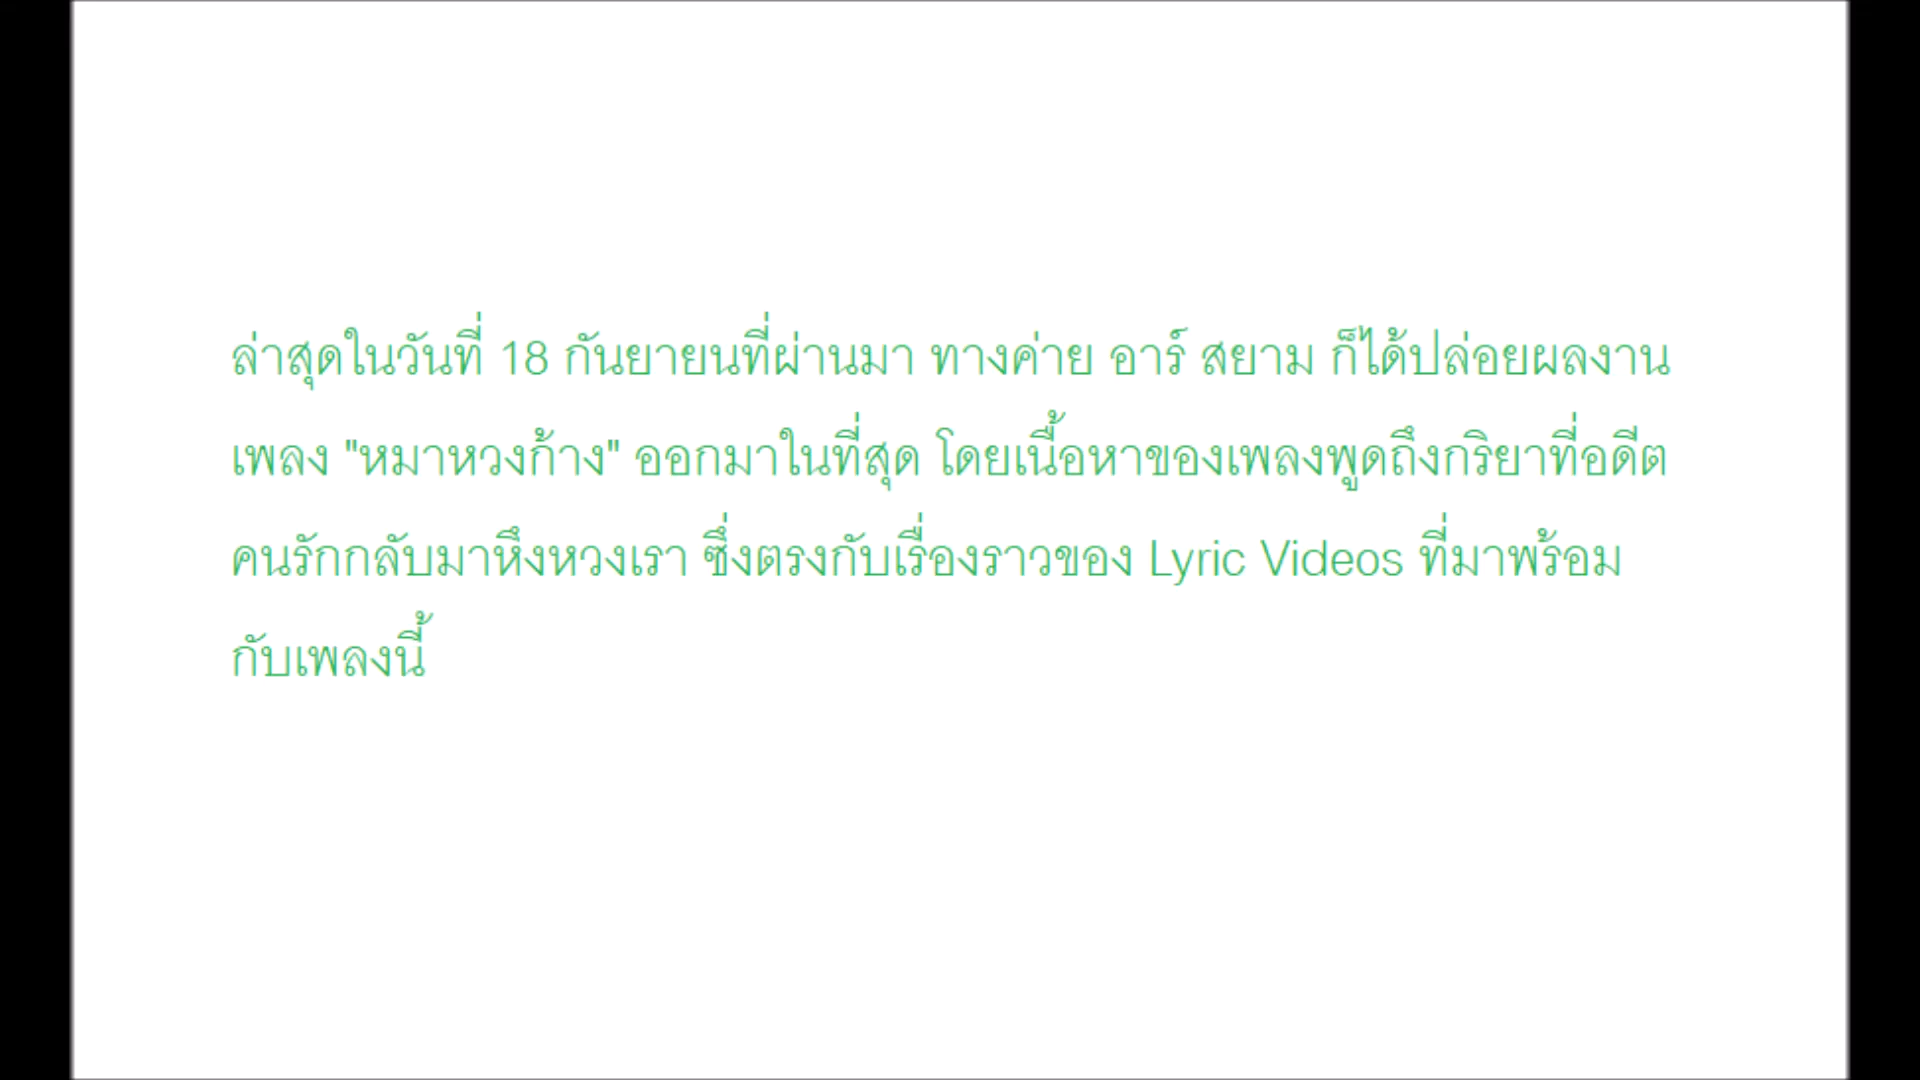 ล่าสุดในวันที่ 18 กันยายนที่ผ่านมา ทางค่าย อาร์ สยาม ก็ได้ปล่อยผลงาน
เพลง "หมาหวงก้าง" ออกมาในที่สุด โดยเนื้อหาของเพลงพูดถึงกริยาที่อดีต
คนรักกลับมาหึงหวงเรา ซึ่งตรงกับเรื่องราวของ Lyric Videos ที่มาพร้อม
กับเพลงนี้